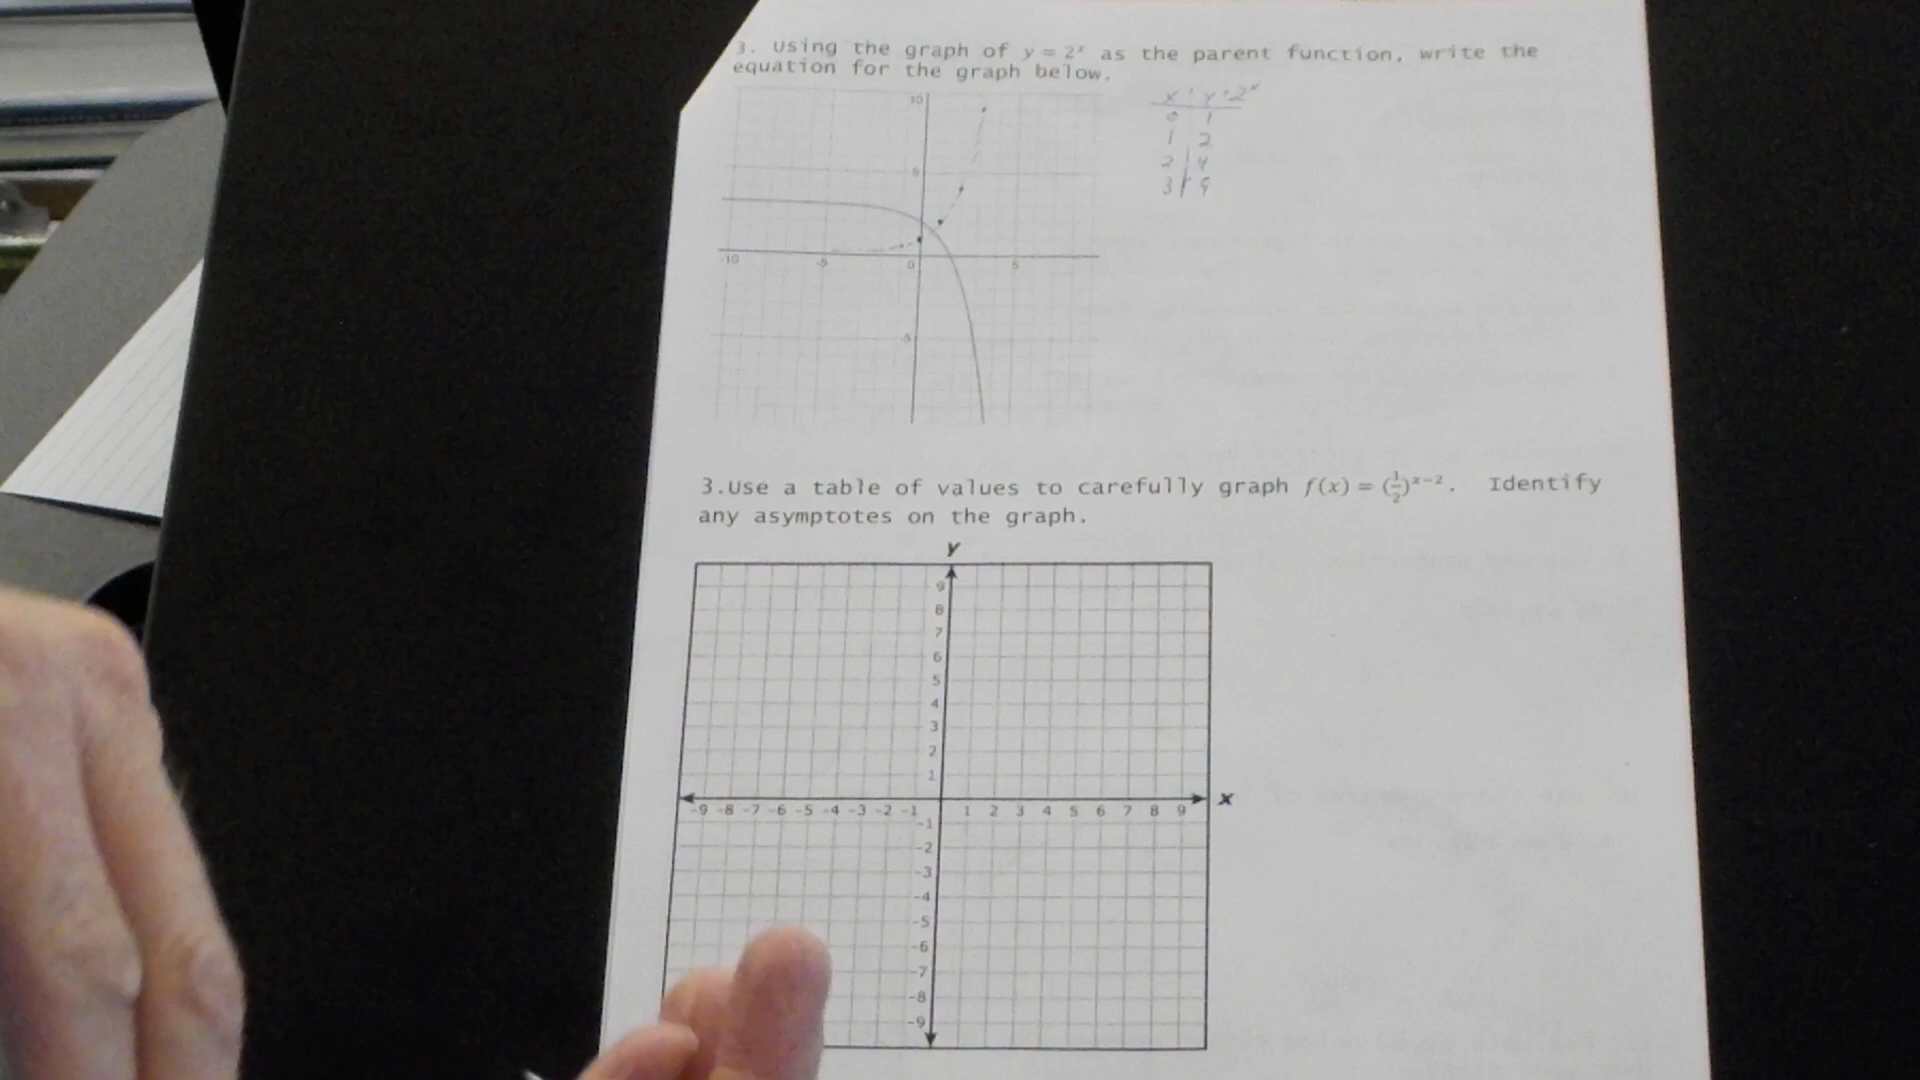 3. Using the graph of y = 2ˣ as the parent function, write the
equation for the graph below.
x y=2ˣ
0 1
1 2
2 4
3
10
5
-10 -5 0 5
-5
3.Use a table of values to carefully graph f(x) = (1/2)ˣ⁻². Identify
any asymptotes on the graph.
y
9
8
7
6
5
4
3
2
1
x
-9 -8 -7 -6 -5 -4 -3 -2 -1 1 2 3 4 5 6 7 8 9
-1
-2
-3
-4
-5
-6
-7
-8
-9